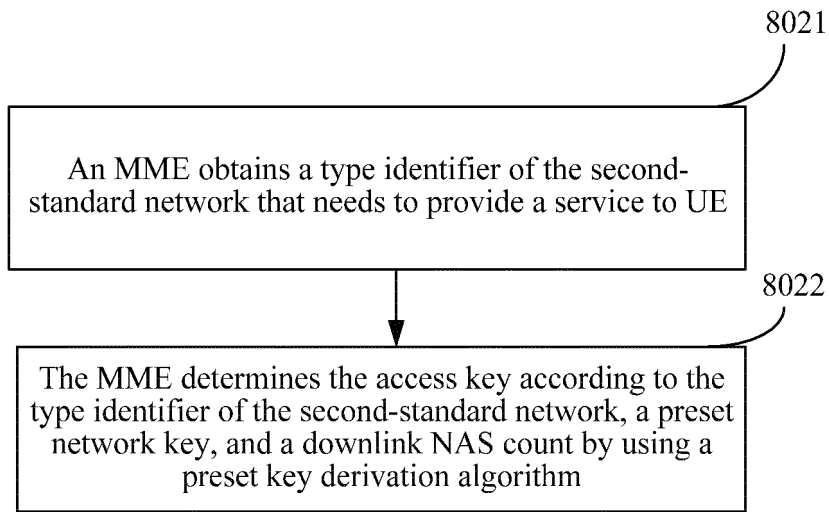 8021
An MME obtains a type identifier of the second-
standard network that needs to provide a service to UE
8022
The MME determines the access key according to the
type identifier of the second-standard network, a preset
network key, and a downlink NAS count by using a
preset key derivation algorithm